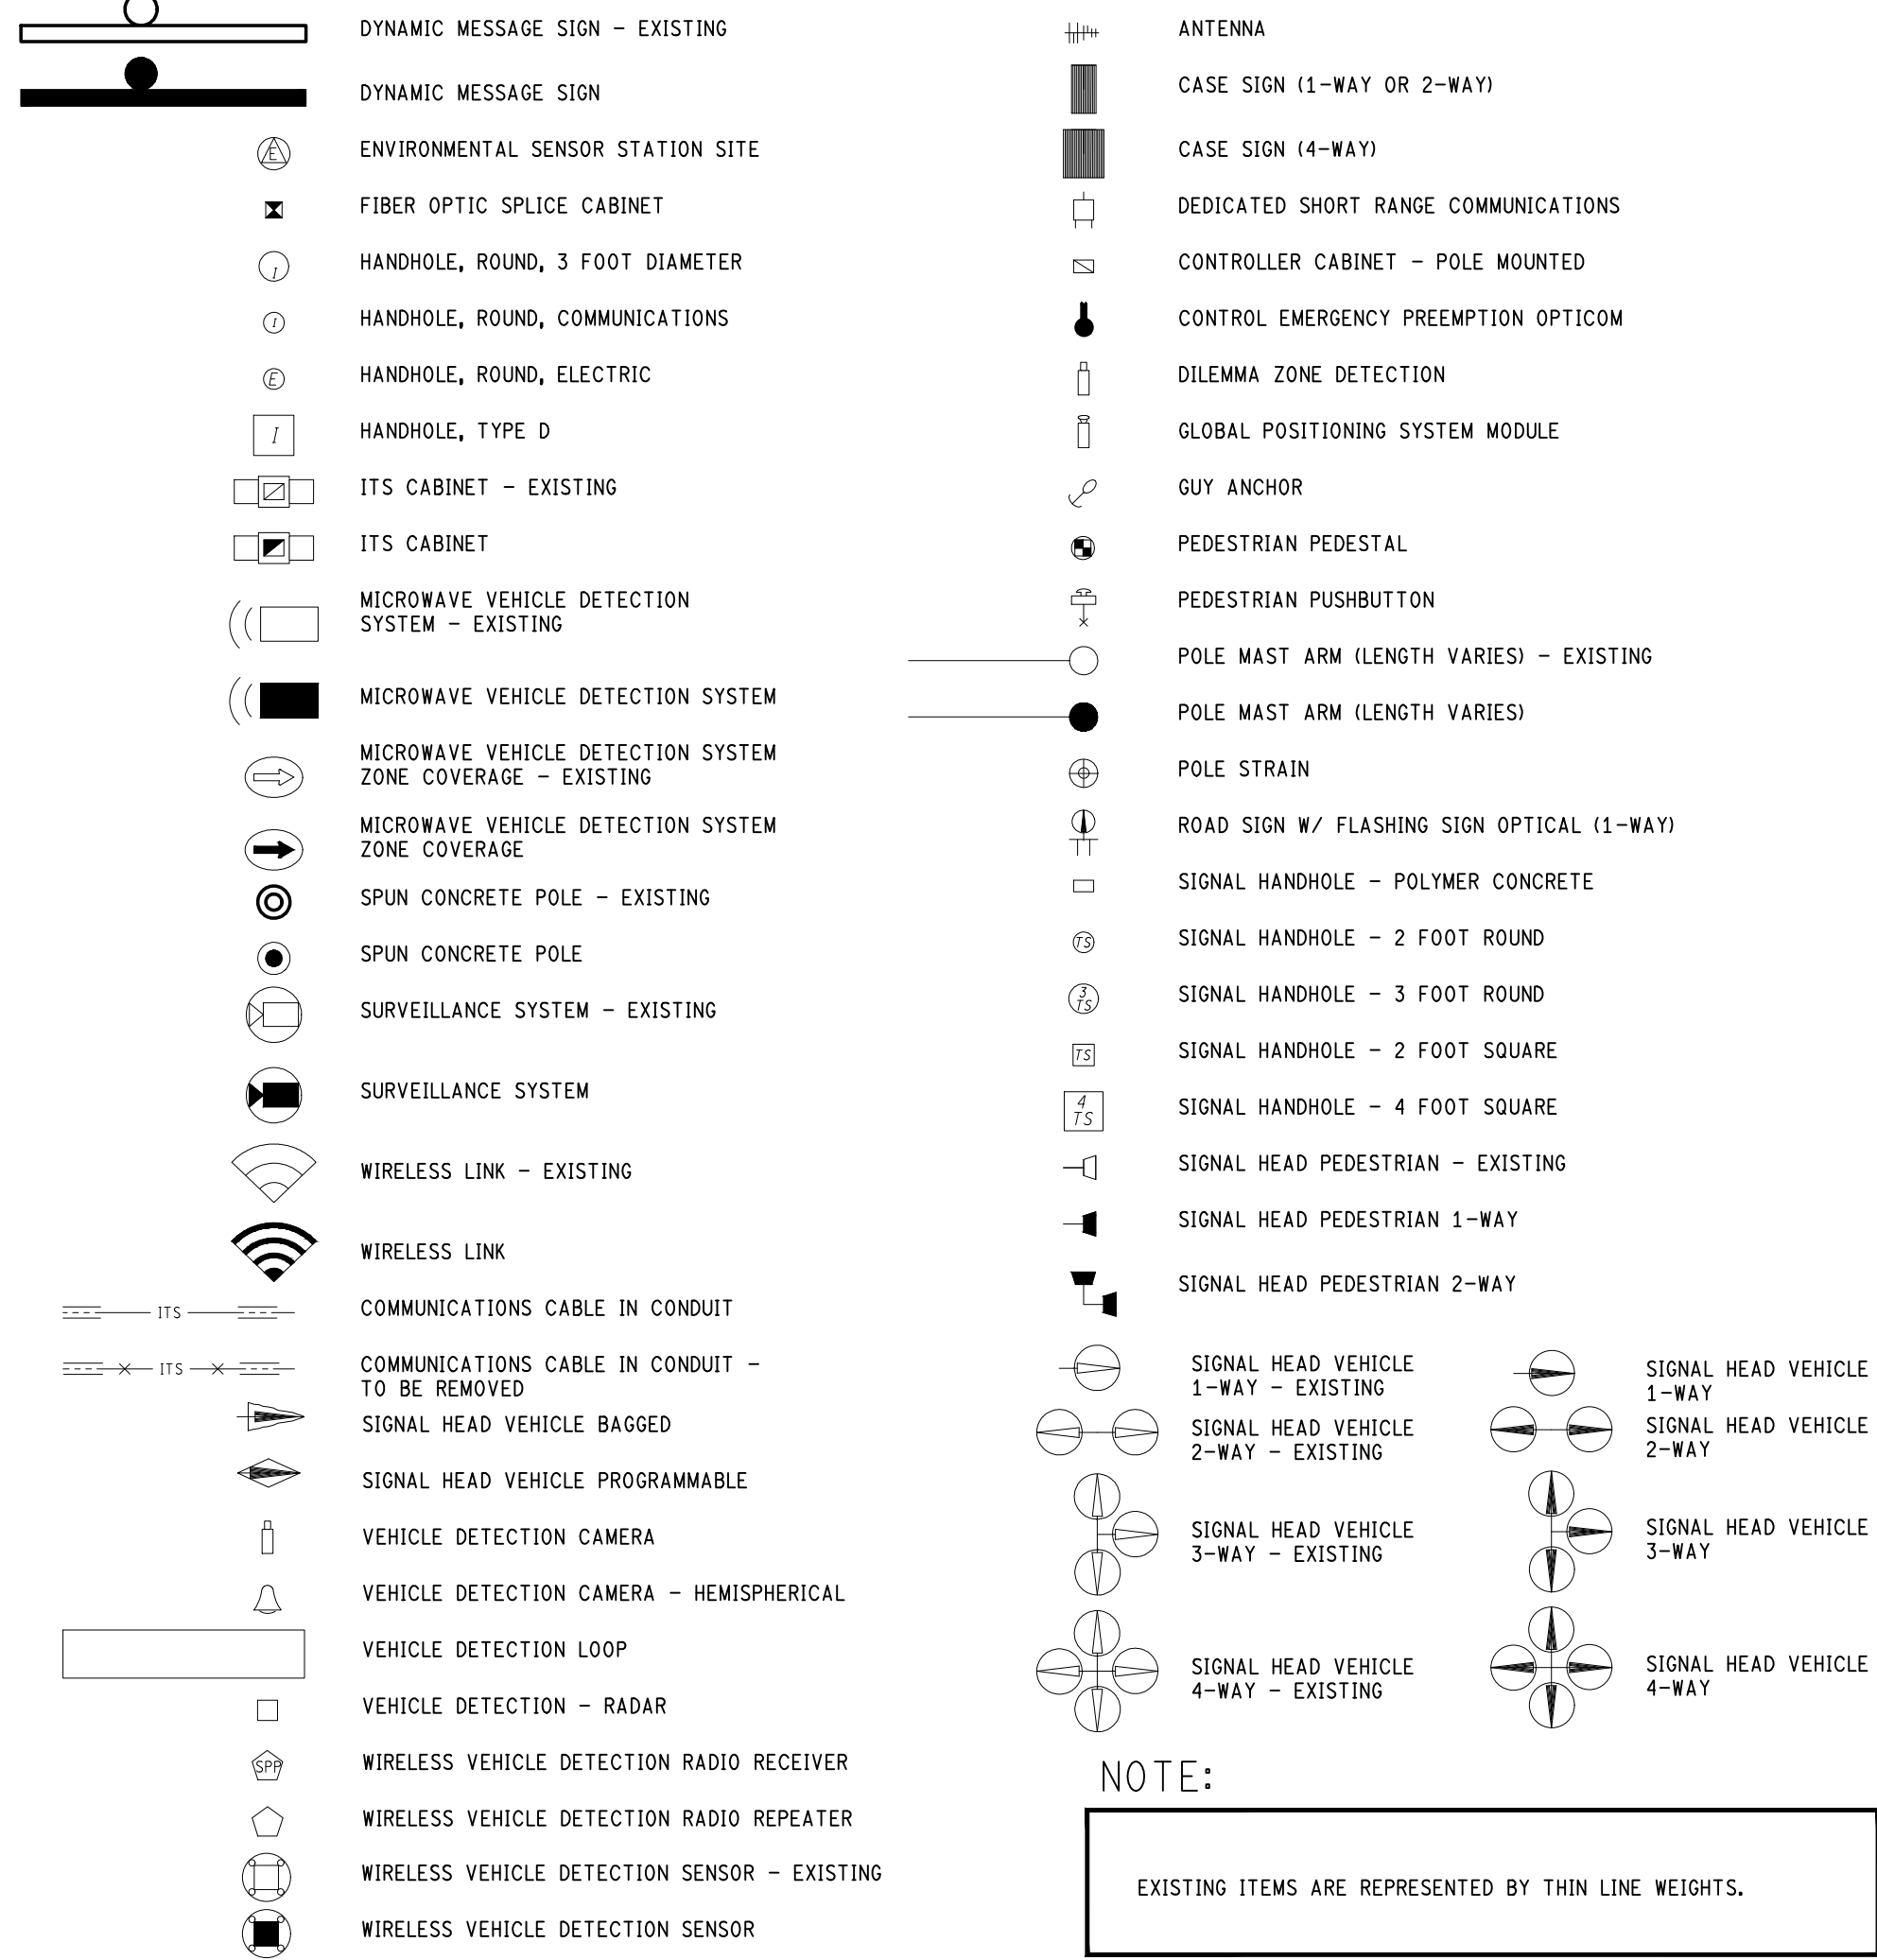 DYNAMIC MESSAGE SIGN - EXISTING
DYNAMIC MESSAGE SIGN
E
ENVIRONMENTAL SENSOR STATION SITE
FIBER OPTIC SPLICE CABINET
I
HANDHOLE, ROUND, 3 FOOT DIAMETER
I
HANDHOLE, ROUND, COMMUNICATIONS
E
HANDHOLE, ROUND, ELECTRIC
I
HANDHOLE, TYPE D
ITS CABINET - EXISTING
ITS CABINET
MICROWAVE VEHICLE DETECTION
SYSTEM - EXISTING
MICROWAVE VEHICLE DETECTION SYSTEM
MICROWAVE VEHICLE DETECTION SYSTEM
ZONE COVERAGE - EXISTING
MICROWAVE VEHICLE DETECTION SYSTEM
ZONE COVERAGE
SPUN CONCRETE POLE - EXISTING
SPUN CONCRETE POLE
SURVEILLANCE SYSTEM - EXISTING
SURVEILLANCE SYSTEM
WIRELESS LINK - EXISTING
WIRELESS LINK
ITS
COMMUNICATIONS CABLE IN CONDUIT
ITS
COMMUNICATIONS CABLE IN CONDUIT -
TO BE REMOVED
SIGNAL HEAD VEHICLE BAGGED
SIGNAL HEAD VEHICLE PROGRAMMABLE
VEHICLE DETECTION CAMERA
VEHICLE DETECTION CAMERA - HEMISPHERICAL
VEHICLE DETECTION LOOP
VEHICLE DETECTION - RADAR
SPP
WIRELESS VEHICLE DETECTION RADIO RECEIVER
WIRELESS VEHICLE DETECTION RADIO REPEATER
WIRELESS VEHICLE DETECTION SENSOR - EXISTING
WIRELESS VEHICLE DETECTION SENSOR
ANTENNA
CASE SIGN (1-WAY OR 2-WAY)
CASE SIGN (4-WAY)
DEDICATED SHORT RANGE COMMUNICATIONS
CONTROLLER CABINET - POLE MOUNTED
CONTROL EMERGENCY PREEMPTION OPTICOM
DILEMMA ZONE DETECTION
GLOBAL POSITIONING SYSTEM MODULE
GUY ANCHOR
PEDESTRIAN PEDESTAL
PEDESTRIAN PUSHBUTTON
POLE MAST ARM (LENGTH VARIES) - EXISTING
POLE MAST ARM (LENGTH VARIES)
POLE STRAIN
ROAD SIGN W/ FLASHING SIGN OPTICAL (1-WAY)
SIGNAL HANDHOLE - POLYMER CONCRETE
TS
SIGNAL HANDHOLE - 2 FOOT ROUND
3
TS
SIGNAL HANDHOLE - 3 FOOT ROUND
TS
SIGNAL HANDHOLE - 2 FOOT SQUARE
4
TS
SIGNAL HANDHOLE - 4 FOOT SQUARE
SIGNAL HEAD PEDESTRIAN - EXISTING
SIGNAL HEAD PEDESTRIAN 1-WAY
SIGNAL HEAD PEDESTRIAN 2-WAY
SIGNAL HEAD VEHICLE
1-WAY - EXISTING
SIGNAL HEAD VEHICLE
1-WAY
SIGNAL HEAD VEHICLE
2-WAY - EXISTING
SIGNAL HEAD VEHICLE
2-WAY
SIGNAL HEAD VEHICLE
3-WAY - EXISTING
SIGNAL HEAD VEHICLE
3-WAY
SIGNAL HEAD VEHICLE
4-WAY - EXISTING
SIGNAL HEAD VEHICLE
4-WAY
NOTE:
EXISTING ITEMS ARE REPRESENTED BY THIN LINE WEIGHTS.